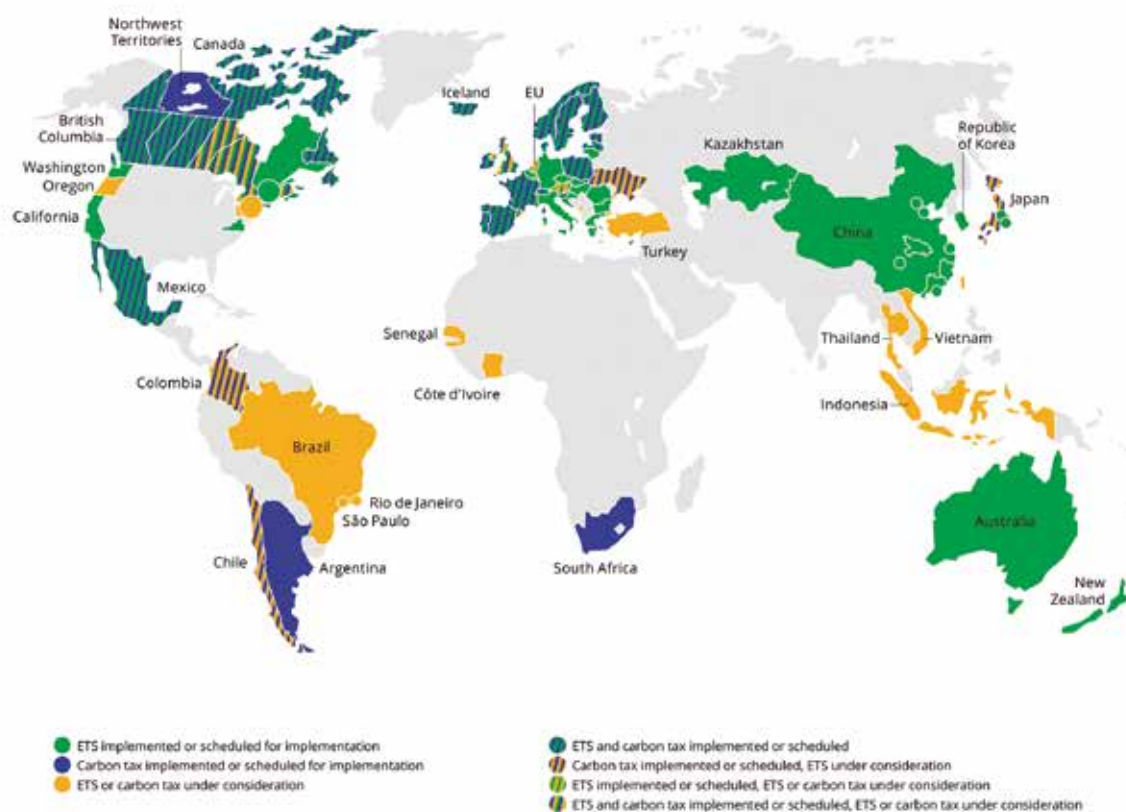 Northwest
Territories
Canada
British
Columbia
Washington
Oregon
California
Mexico
Iceland
EU
Kazakhstan
Republic
of Korea
Japan
China
Turkey
Senegal
Côte d'Ivoire
Thailand
Vietnam
Indonesia
Colombia
Brazil
Rio de Janeiro
São Paulo
Chile
Argentina
South Africa
Australia
New
Zealand
ETS implemented or scheduled for implementation
Carbon tax implemented or scheduled for implementation
ETS or carbon tax under consideration
ETS and carbon tax implemented or scheduled
Carbon tax implemented or scheduled, ETS under consideration
ETS implemented or scheduled, ETS or carbon tax under consideration
ETS and carbon tax implemented or scheduled, ETS or carbon tax under consideration